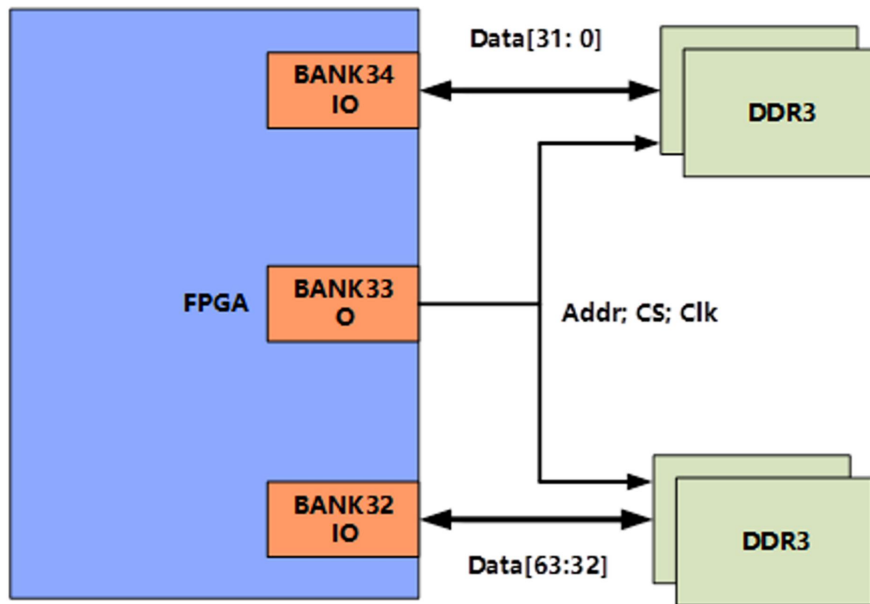 Data[31: 0]
BANK34
IO
DDR3
FPGA
BANK33
O
Addr; CS; Clk
BANK32
IO
DDR3
Data[63:32]